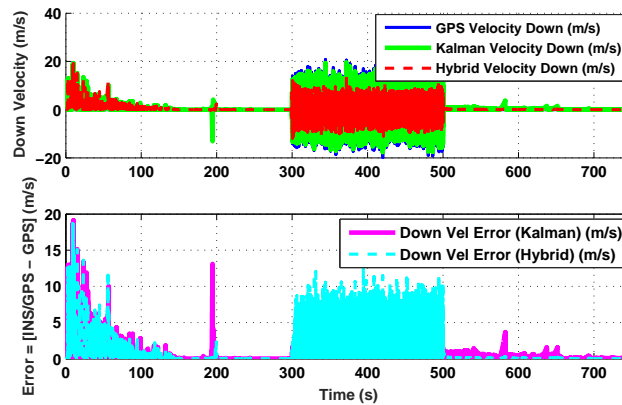 40
20
0
−20
Down Velocity (m/s)
GPS Velocity Down (m/s)
Kalman Velocity Down (m/s)
Hybrid Velocity Down (m/s)
0 100 200 300 400 500 600 700
20
15
10
5
0
Error = [INS/GPS − GPS] (m/s)
Down Vel Error (Kalman) (m/s)
Down Vel Error (Hybrid) (m/s)
0 100 200 300 400 500 600 700
Time (s)